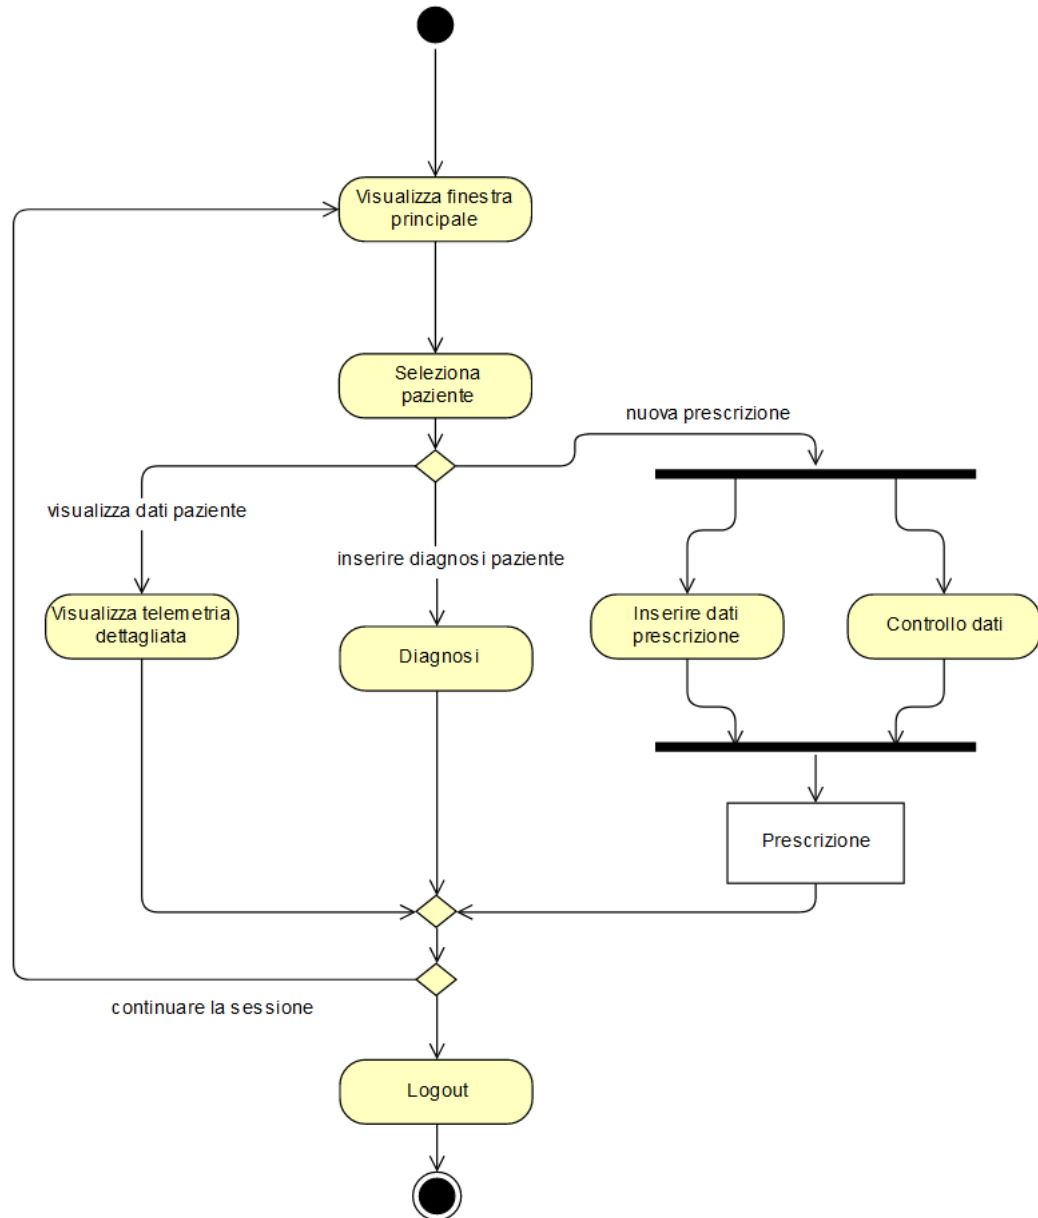 Visualizza finestra
principale
Seleziona
paziente
nuova prescrizione
visualizza dati paziente
inserire diagnosi paziente
Visualizza telemetria
dettagliata
Diagnosi
Inserire dati
prescrizione
Controllo dati
Prescrizione
continuare la sessione
Logout